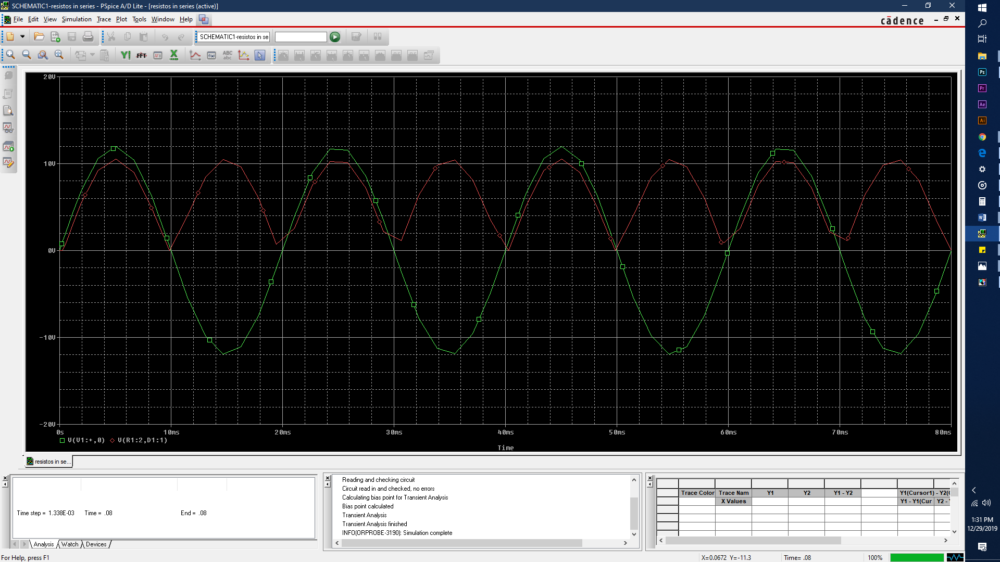 SCHEMATIC1-resistos in series - PSpice A/D Lite - [resistos in series (active)]
File Edit View Simulation Trace Plot Tools Window Help
cādence
SCHEMATIC1-resistos in se
FFT
ABC
abc
20V
10V
0V
-10V
-20V
0s 10ms 20ms 30ms 40ms 50ms 60ms 70ms 80ms
V(V1:+,0) V(R1:2,D1:1)
Time
resistos in se...
Time step = 1.338E-03 Time = .08 End = .08
Analysis Watch Devices
Reading and checking circuit
Circuit read in and checked, no errors
Calculating bias point for Transient Analysis
Bias point calculated
Transient Analysis
Transient Analysis finished
INFO(ORPROBE-3190): Simulation complete
Trace Color Trace Nam Y1 Y2 Y1 - Y2 Y1(Cursor1) - Y2(
X Values Y1 - Y1(Cur Y2 -
For Help, press F1
X=0.0672 Y=-11.3 Time= .08 100%
Ps
Pr
Ae
Ai
1:31 PM
12/29/2019